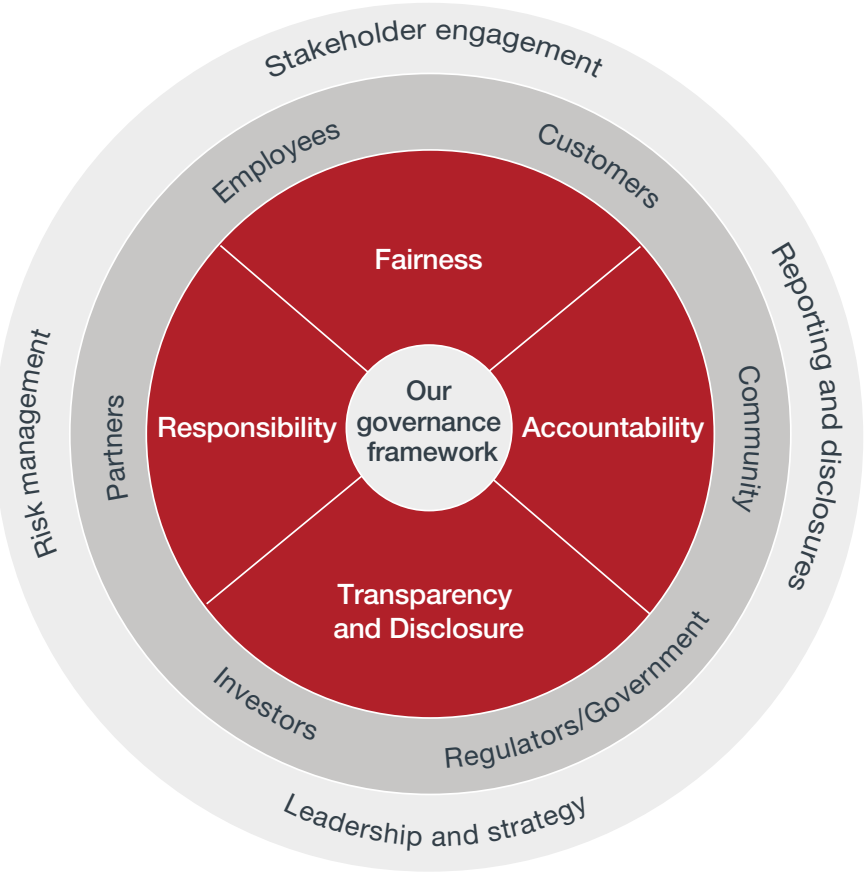 Stakeholder engagement
Employees
Customers
Fairness
Reporting and disclosures
Risk management
Partners
Responsibility
Our
governance
framework
Accountability
Community
Transparency
and Disclosure
Investors
Regulators/Government
Leadership and strategy